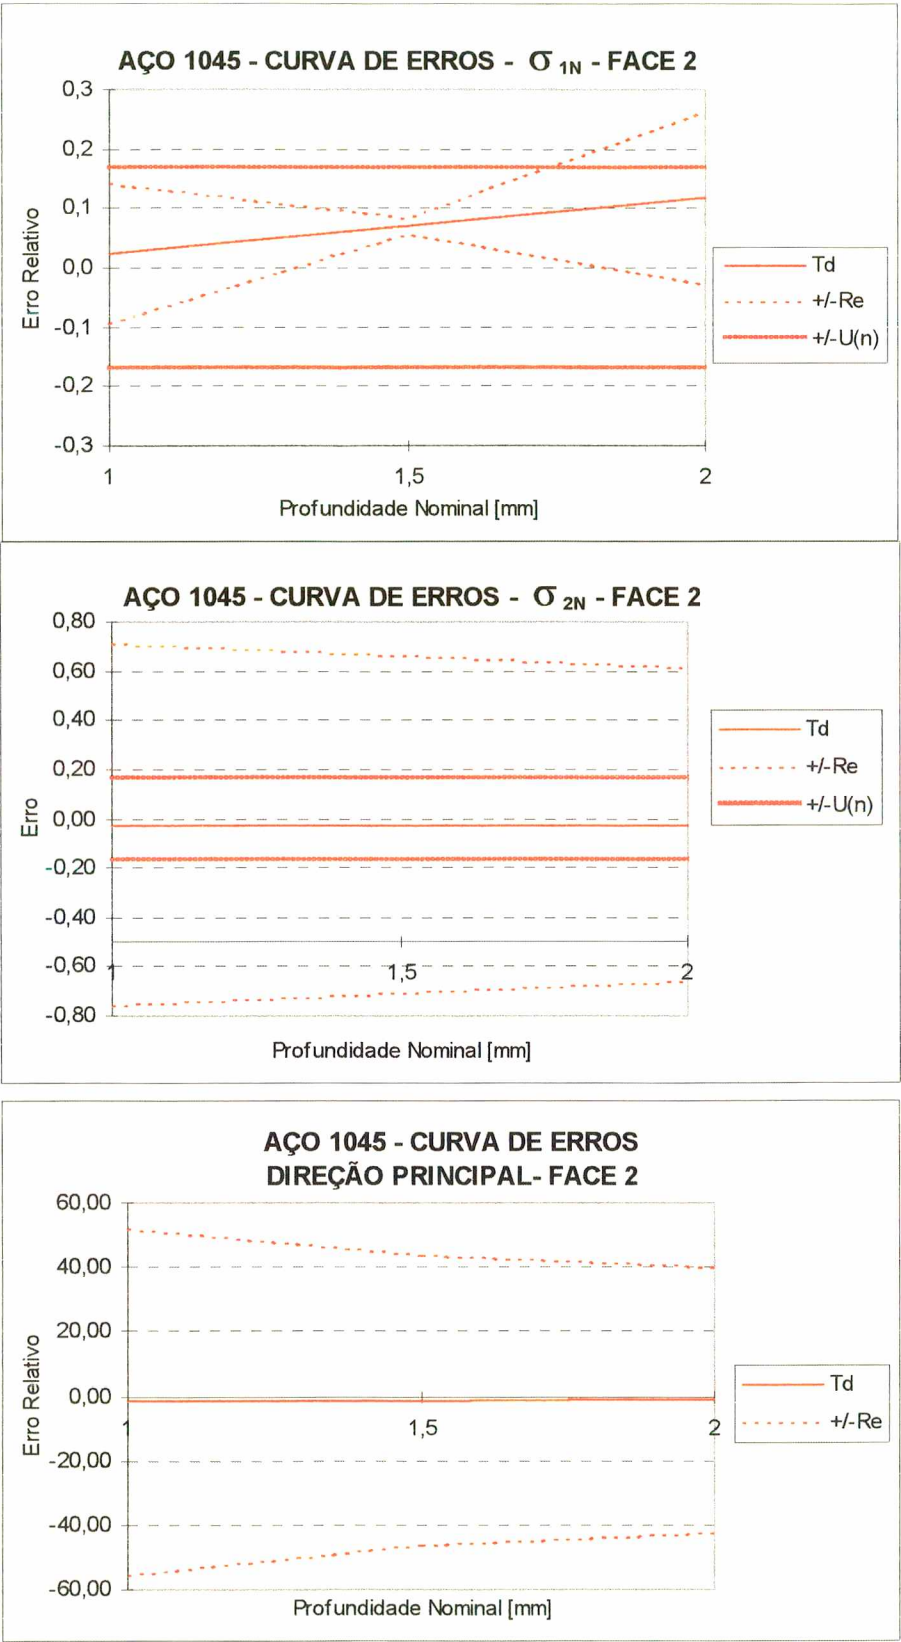 AÇO 1045 - CURVA DE ERROS - σ 1N - FACE 2
0,3
0,2
0,1
0,0
-0,1
-0,2
-0,3
Erro Relativo
1
1,5
2
Profundidade Nominal [mm]
Td
+/-Re
+/-U(n)
AÇO 1045 - CURVA DE ERROS - σ 2N - FACE 2
0,80
0,60
0,40
0,20
0,00
-0,20
-0,40
-0,60
-0,80
Erro
1
1,5
2
Profundidade Nominal [mm]
Td
+/-Re
+/-U(n)
AÇO 1045 - CURVA DE ERROS
DIREÇÃO PRINCIPAL- FACE 2
60,00
40,00
20,00
0,00
-20,00
-40,00
-60,00
Erro Relativo
1
1,5
2
Profundidade Nominal [mm]
Td
+/-Re